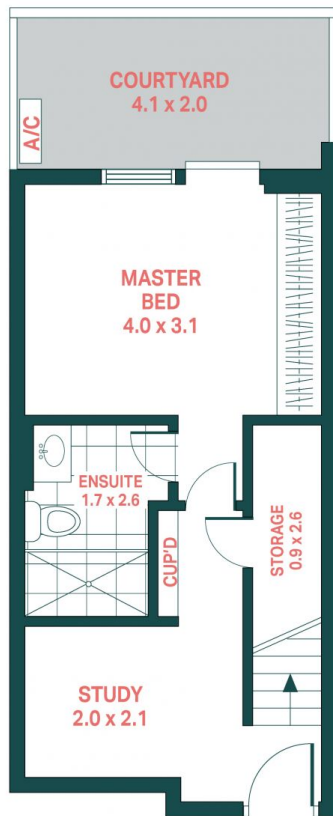 COURTYARD
4.1 x 2.0
A/C
MASTER
BED
4.0 x 3.1
ENSUITE
1.7 x 2.6
CUP'D
STORAGE
0.9 x 2.6
STUDY
2.0 x 2.1